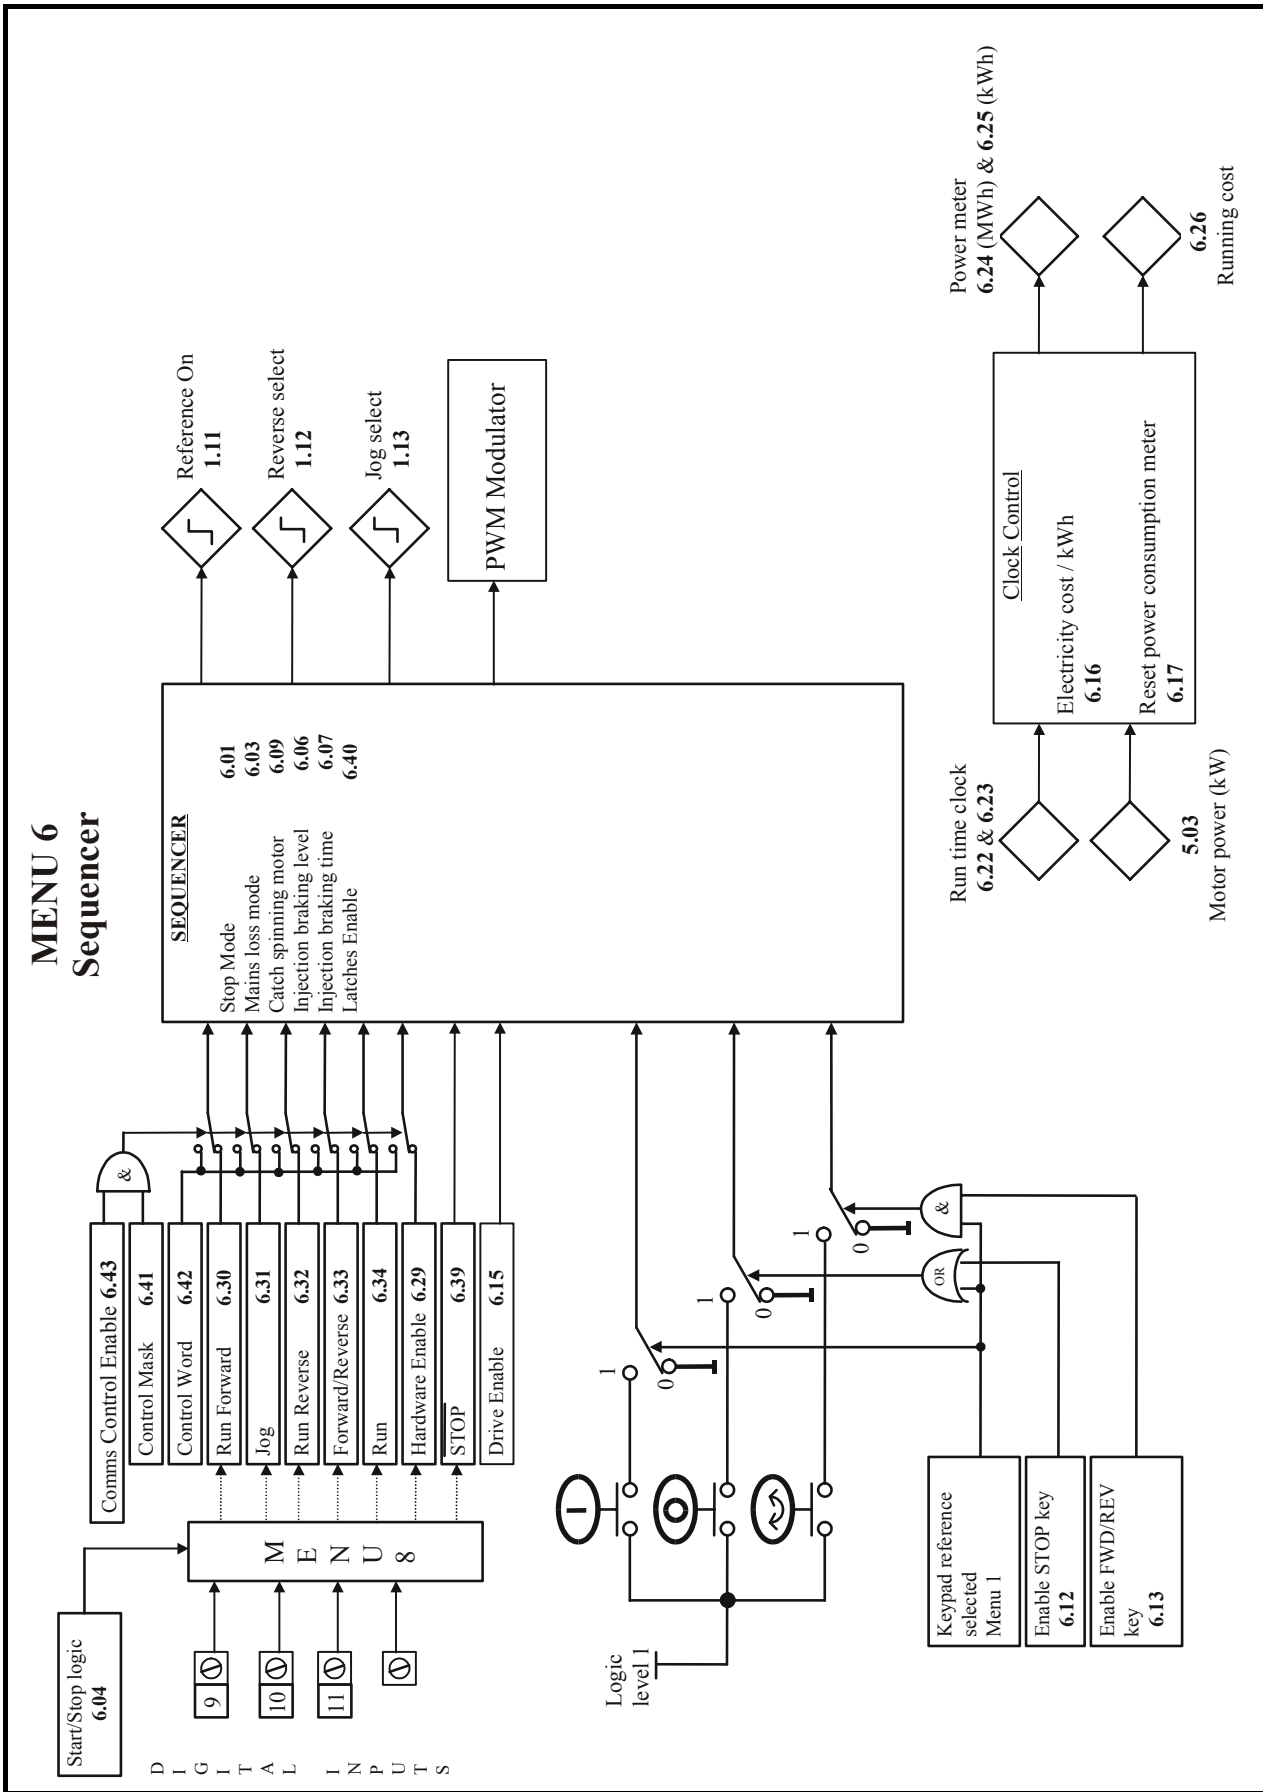 MENU 6
Sequencer
Start/Stop logic
6.04
DIGITAL INPUTS
9
10
11
MENU 8
Comms Control Enable 6.43
Control Mask 6.41
Control Word 6.42
Run Forward 6.30
Jog 6.31
Run Reverse 6.32
Forward/Reverse 6.33
Run 6.34
Hardware Enable 6.29
STOP 6.39
Drive Enable 6.15
&
SEQUENCER
Stop Mode 6.01
Mains loss mode 6.03
Catch spinning motor 6.09
Injection braking level 6.06
Injection braking time 6.07
Latches Enable 6.40
Reference On
1.11
Reverse select
1.12
Jog select
1.13
PWM Modulator
Logic
level 1
1
0
1
0
1
0
OR
&
Keypad reference
selected
Menu 1
Enable STOP key
6.12
Enable FWD/REV
key 6.13
Run time clock
6.22 & 6.23
5.03
Motor power (kW)
Clock Control
Electricity cost / kWh
6.16
Reset power consumption meter
6.17
Power meter
6.24 (MWh) & 6.25 (kWh)
6.26
Running cost